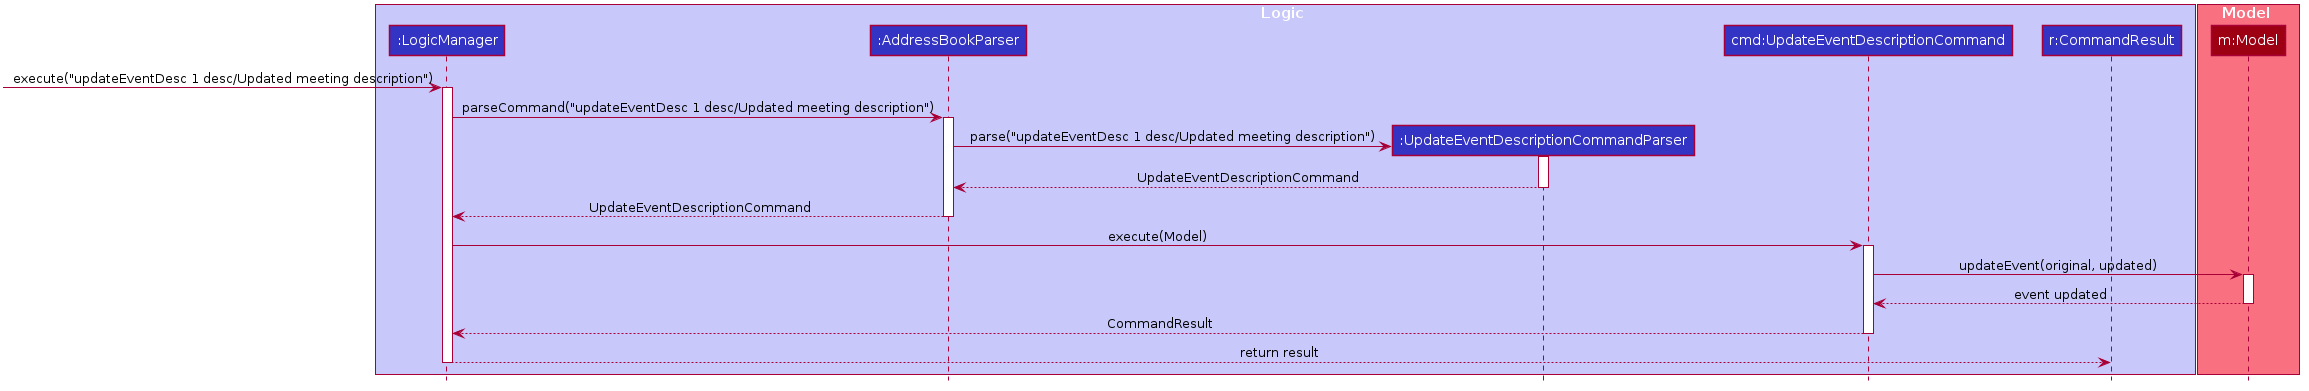 Logic
Model
:LogicManager
:AddressBookParser
cmd:UpdateEventDescriptionCommand
r:CommandResult
m:Model
execute("updateEventDesc 1 desc/Updated meeting description")
parseCommand("updateEventDesc 1 desc/Updated meeting description")
parse("updateEventDesc 1 desc/Updated meeting description")
:UpdateEventDescriptionCommandParser
UpdateEventDescriptionCommand
UpdateEventDescriptionCommand
execute(Model)
updateEvent(original, updated)
event updated
CommandResult
return result